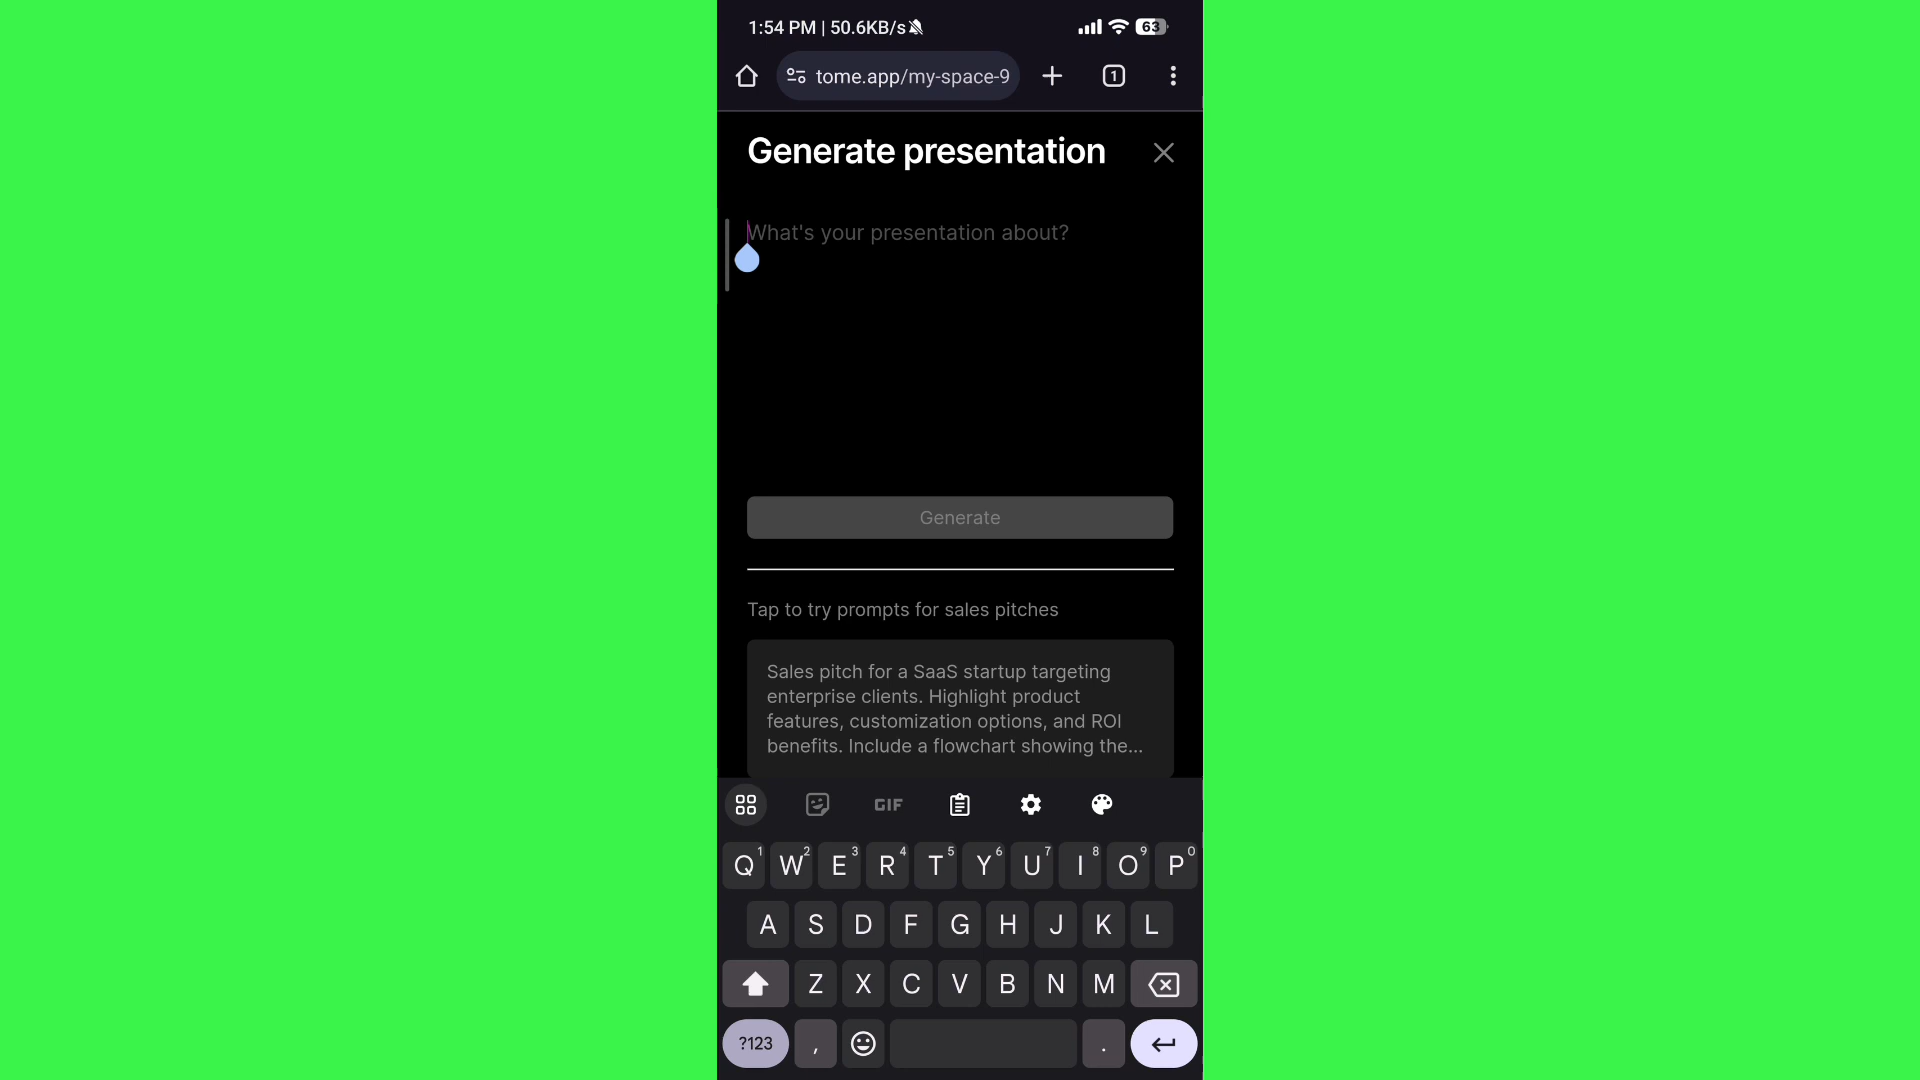 1:54 PM | 50.6KB/s 63
tome.app/my-space-9 1
Generate presentation
What's your presentation about?
Generate
Tap to try prompts for sales pitches
Sales pitch for a SaaS startup targeting
enterprise clients. Highlight product
features, customization options, and ROI
benefits. Include a flowchart showing the...
GIF
Q1 W2 E3 R4 T5 Y6 U7 I8 O9 P0
A S D F G H J K L
Z X C V B N M
?123 , .